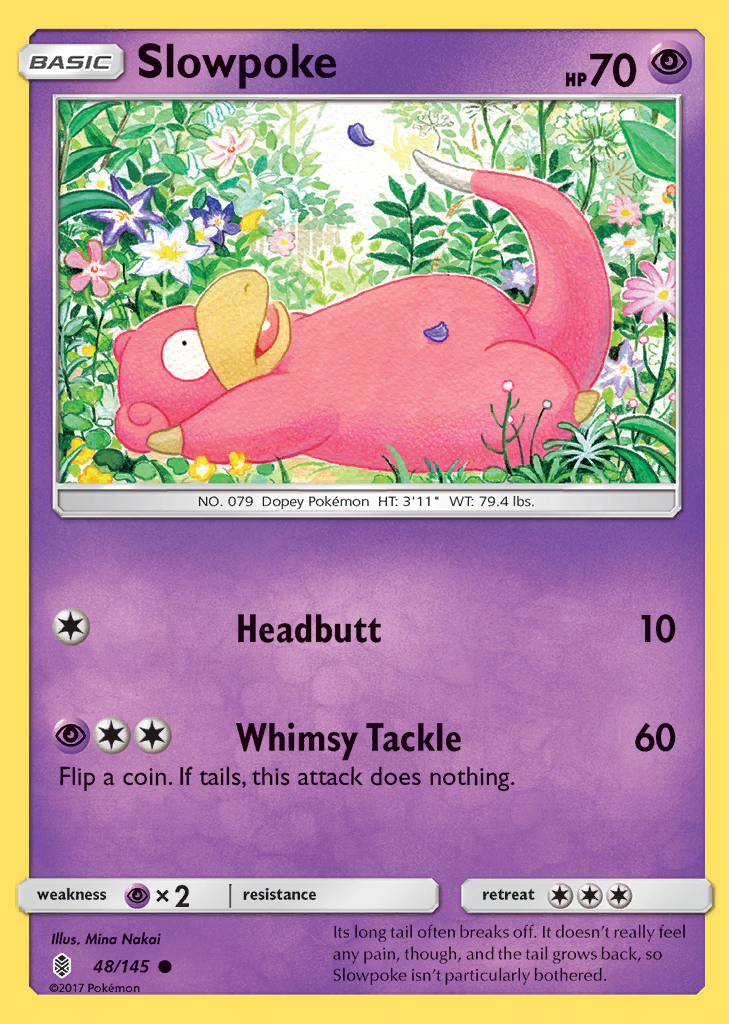 BASIC Slowpoke HP 70
NO. 079 Dopey Pokémon HT: 3'11" WT: 79.4 lbs.
Headbutt 10
Whimsy Tackle 60
Flip a coin. If tails, this attack does nothing.
weakness ×2 resistance retreat
Illus. Mina Nakai
48/145
©2017 Pokémon
Its long tail often breaks off. It doesn't really feel
any pain, though, and the tail grows back, so
Slowpoke isn't particularly bothered.